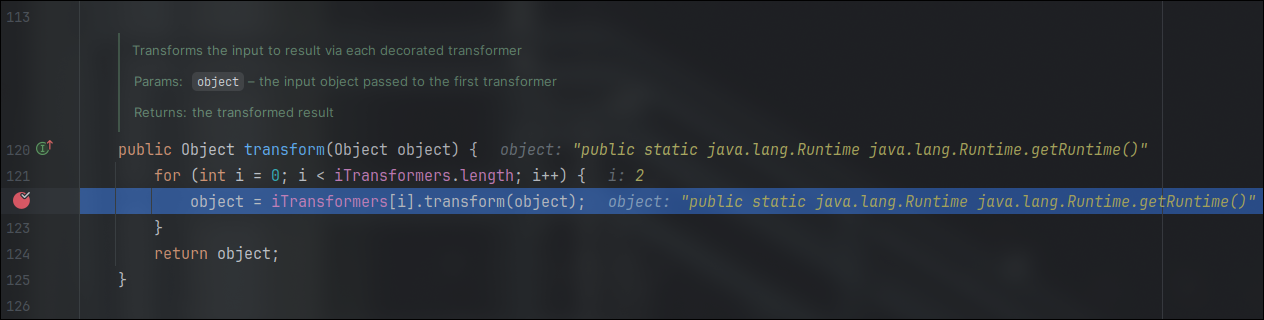 113
Transforms the input to result via each decorated transformer
Params: object – the input object passed to the first transformer
Returns: the transformed result
120 public Object transform(Object object) { object: "public static java.lang.Runtime java.lang.Runtime.getRuntime()"
121 for (int i = 0; i < iTransformers.length; i++) { i: 2
object = iTransformers[i].transform(object); object: "public static java.lang.Runtime java.lang.Runtime.getRuntime()"
123 }
124 return object;
125 }
126